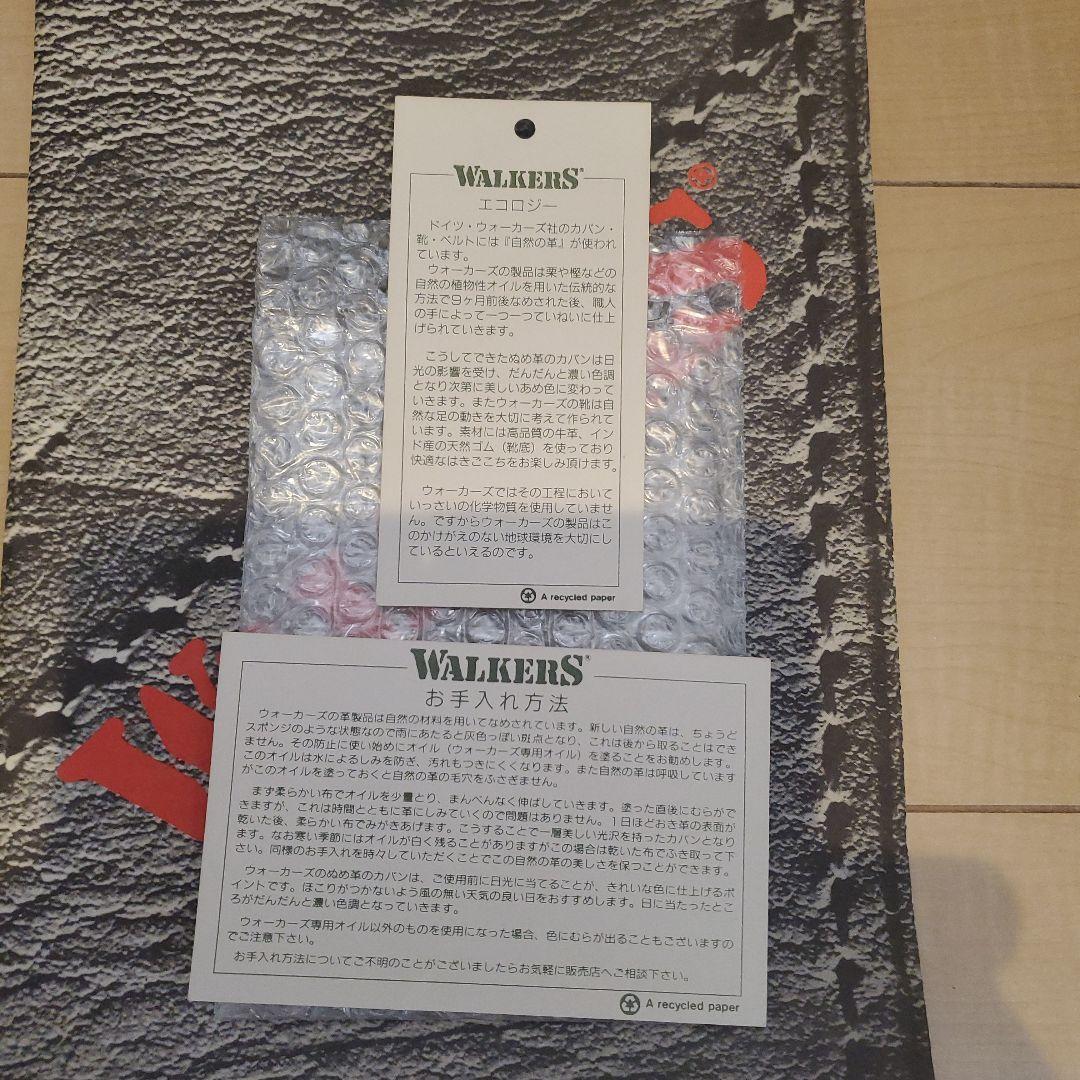 WALKERS®
エコロジー
ドイツ・ウォーカーズ社のカバン・
靴・ベルトには『自然の革』が使われ
ています。
ウォーカーズの製品は栗や樫などの
自然の植物性オイルを用いた伝統的な
方法で9ヶ月前後なめされた後、職人
の手によって一つ一つていねいに仕上
げられていきます。
こうしてできたぬめ革のカバンは日
光の影響を受け、だんだんと濃い色調
となり次第に美しいあめ色に変わって
いきます。またウォーカーズの靴は自
然な足の動きを大切に考えて作られて
います。素材には高品質の牛革、イン
ド産の天然ゴム（靴底）を使っており
快適なはきごこちをお楽しみ頂けます。
ウォーカーズではその工程において
いっさいの化学物質を使用していませ
ん。ですからウォーカーズの製品はこ
のかけがえのない地球環境を大切にし
ているといえるのです。
A recycled paper
WALKERS®
お手入れ方法
ウォーカーズの革製品は自然の材料を用いてなめされています。新しい自然の革は、ちょうど
スポンジのような状態なので雨にあたると灰色っぽい斑点となり、これは後から取ることはでき
ません。その防止に使い始めにオイル（ウォーカーズ専用オイル）を塗ることをお勧めします。
このオイルは水によるしみを防ぎ、汚れもつきにくくなります。また自然の革は呼吸しています
がこのオイルを塗っておくと自然の革の毛穴をふさぎません。
まず柔らかい布でオイルを少量とり、まんべんなく伸ばしていきます。塗った直後にむらがで
きますが、これは時間とともに革にしみていくので問題はありません。1日ほどおき革の表面が
乾いた後、柔らかい布でみがきあげます。こうすることで一層美しい光沢を持ったカバンとなり
ます。なお寒い季節にはオイルが白く残ることがありますがこの場合は乾いた布でふき取って下
さい。同様のお手入れを時々していただくことでこの自然の革の美しさを保つことができます。
ウォーカーズのぬめ革のカバンは、ご使用前に日光に当てることが、きれいな色に仕上げるポ
イントです。ほこりがつかないよう風の無い天気の良い日をおすすめします。日に当たったとこ
ろがだんだんと濃い色調となっていきます。
ウォーカーズ専用オイル以外のものを使用になった場合、色にむらが出ることもございますの
でご注意下さい。
お手入れ方法についてご不明のことがございましたらお気軽に販売店へご相談下さい。
A recycled paper